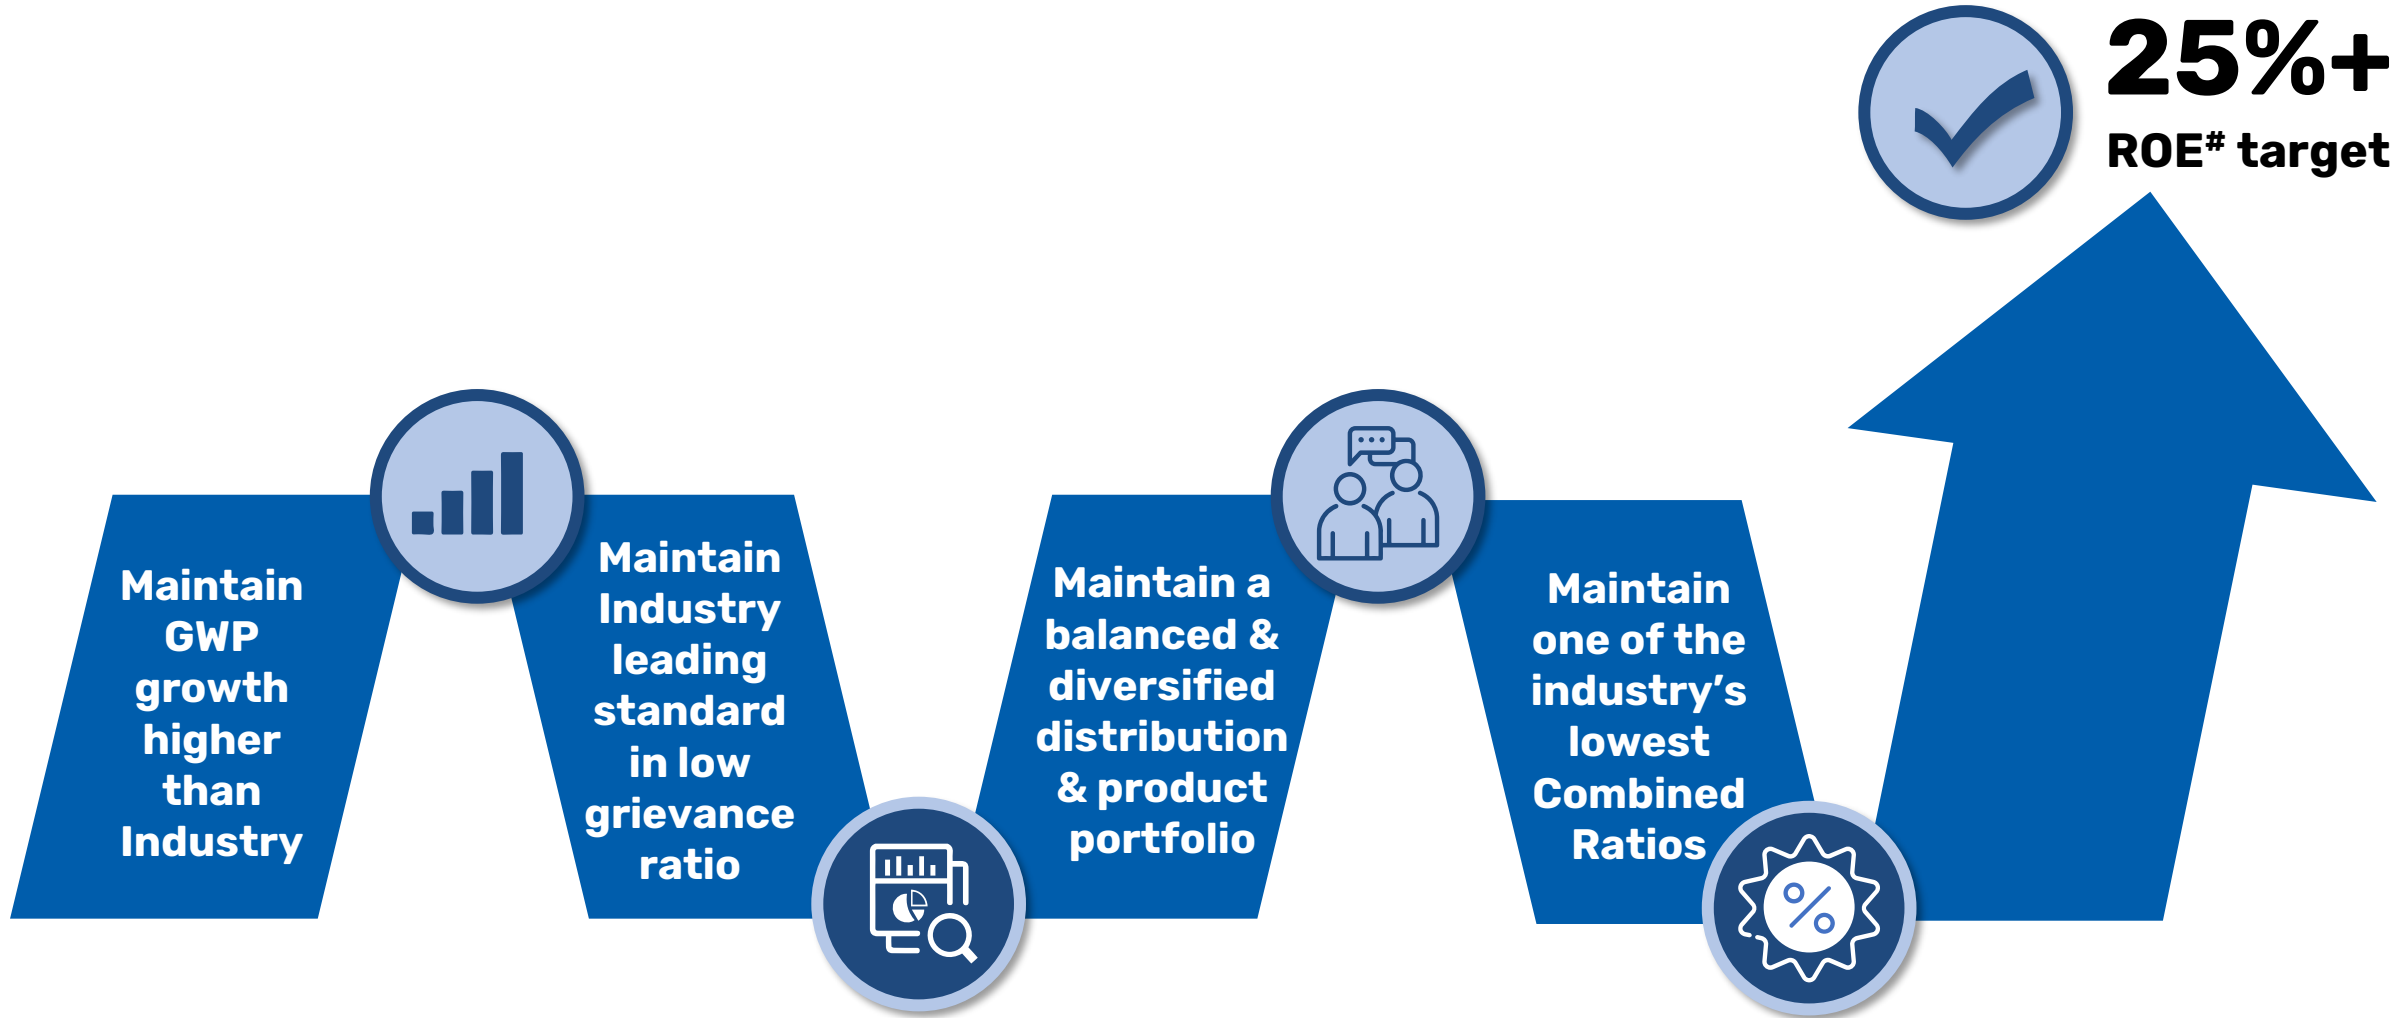 25%+
ROE# target
Maintain
GWP
growth
higher
than
Industry
Maintain
Industry
leading
standard
in low
grievance
ratio
Maintain a
balanced &
diversified
distribution
& product
portfolio
Maintain
one of the
industry’s
lowest
Combined
Ratios
%